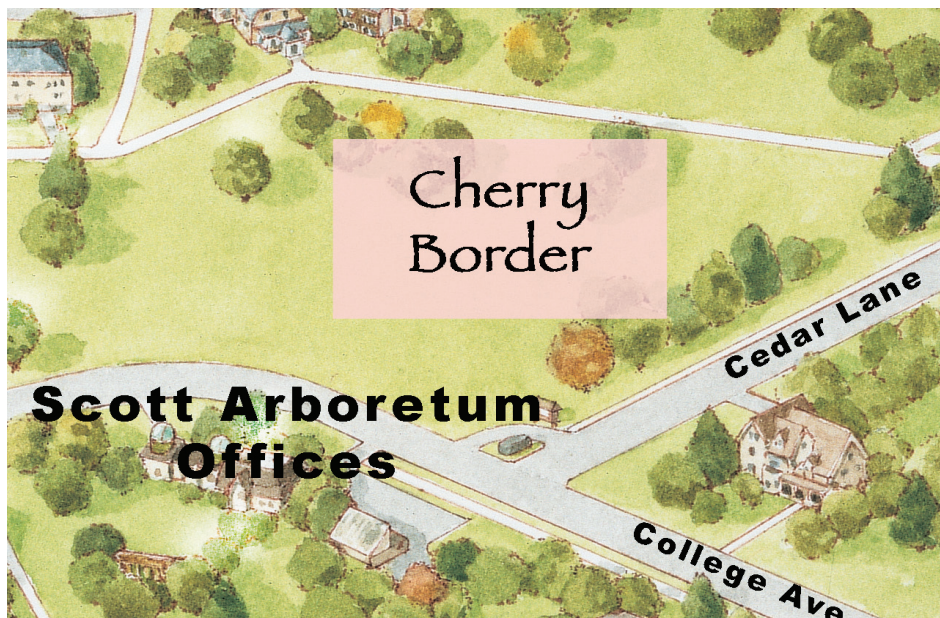 Cherry
Border
Cedar Lane
Scott Arboretum
Offices
College Ave